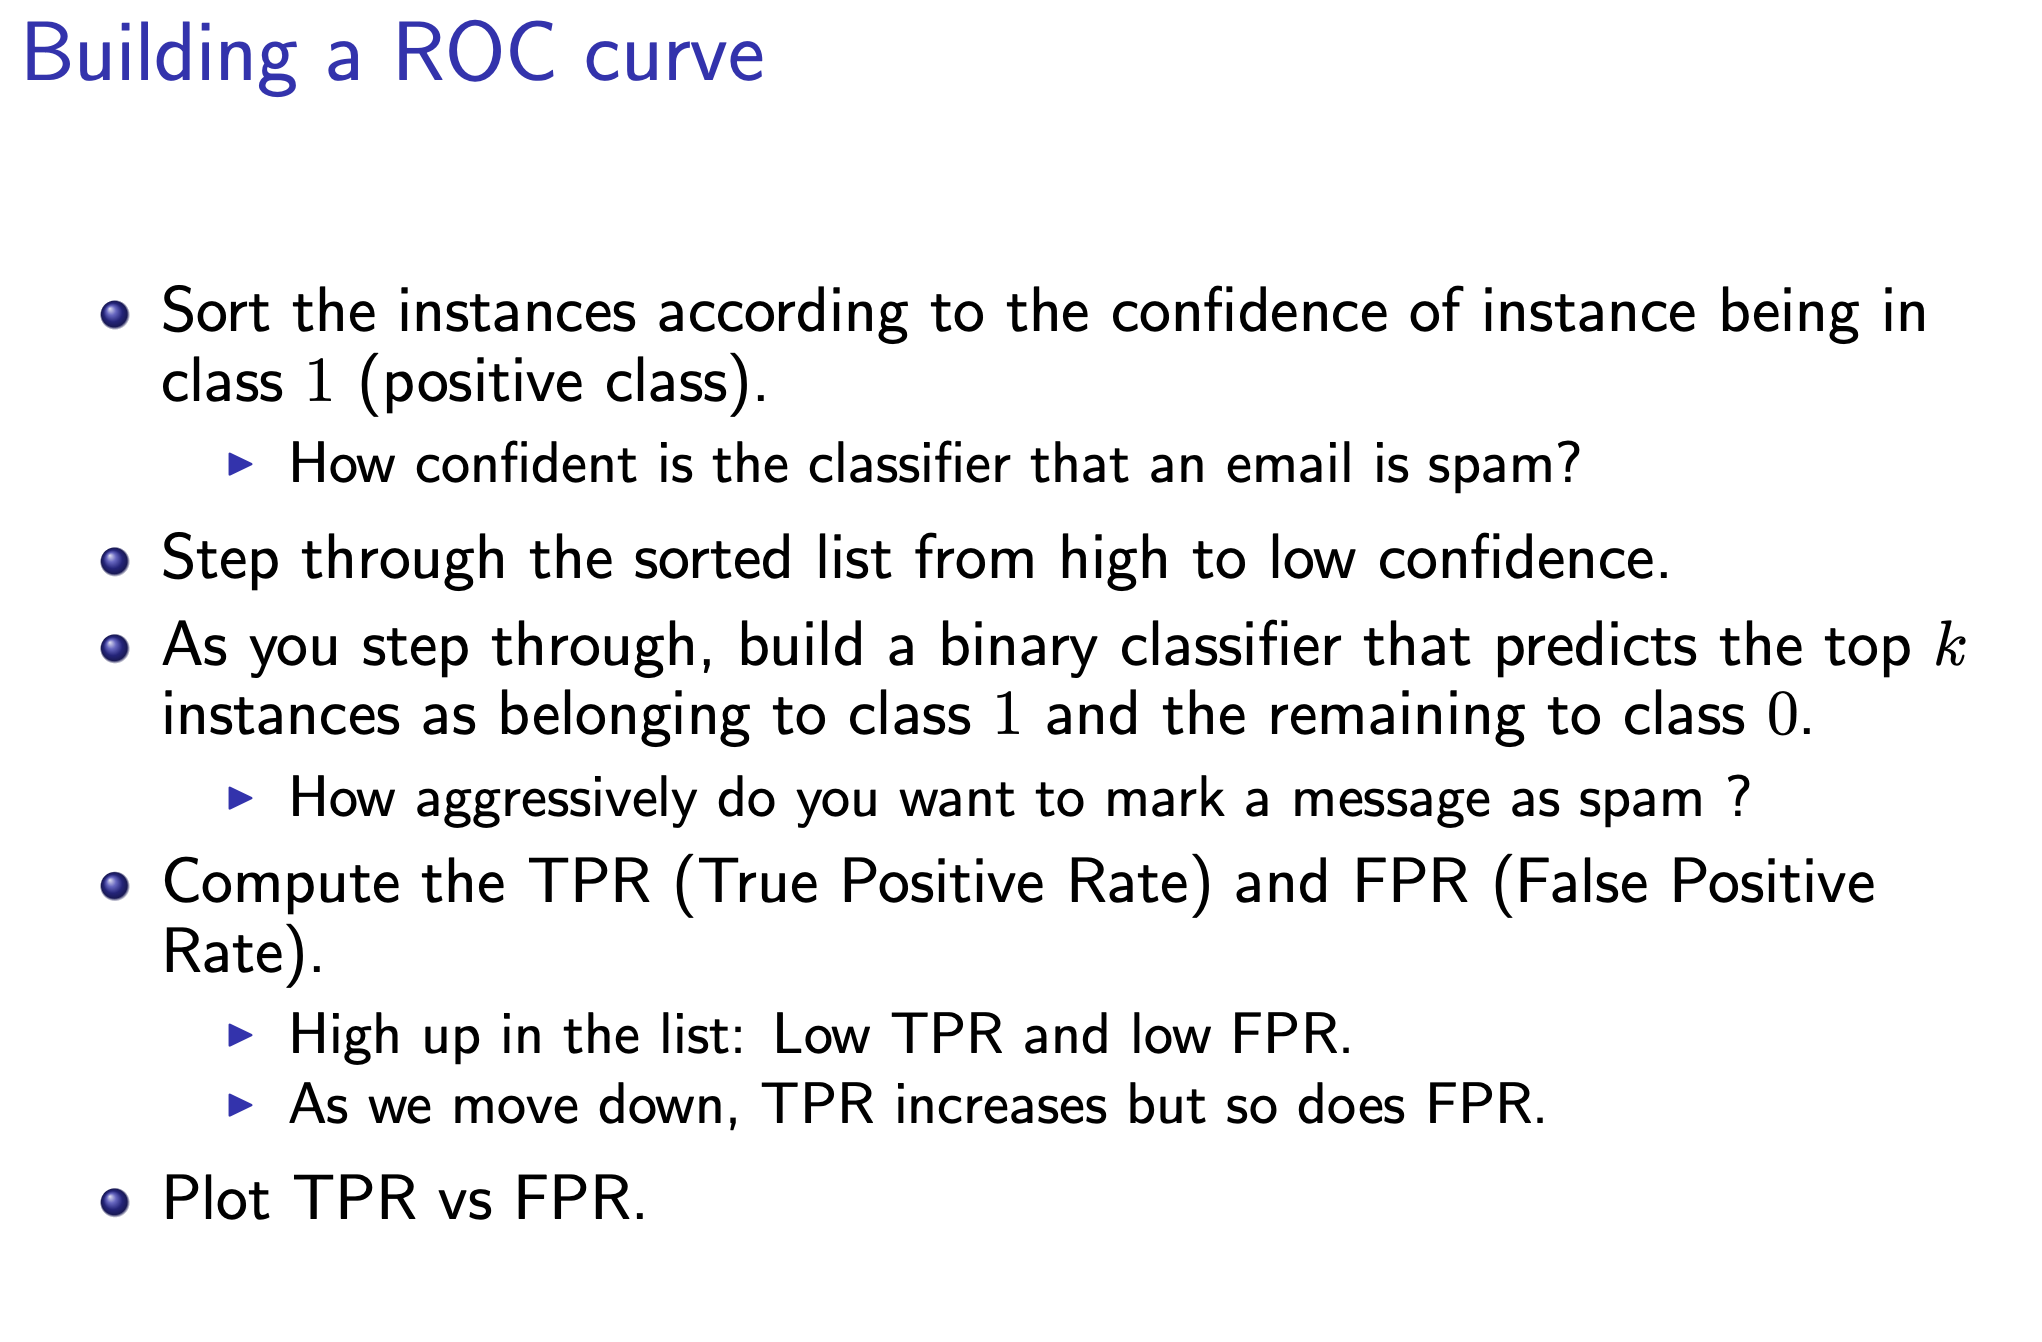 Building a ROC curve
Sort the instances according to the confidence of instance being in
class 1 (positive class).
How confident is the classifier that an email is spam?
Step through the sorted list from high to low confidence.
As you step through, build a binary classifier that predicts the top k
instances as belonging to class 1 and the remaining to class 0.
How aggressively do you want to mark a message as spam ?
Compute the TPR (True Positive Rate) and FPR (False Positive
Rate).
High up in the list: Low TPR and low FPR.
As we move down, TPR increases but so does FPR.
Plot TPR vs FPR.